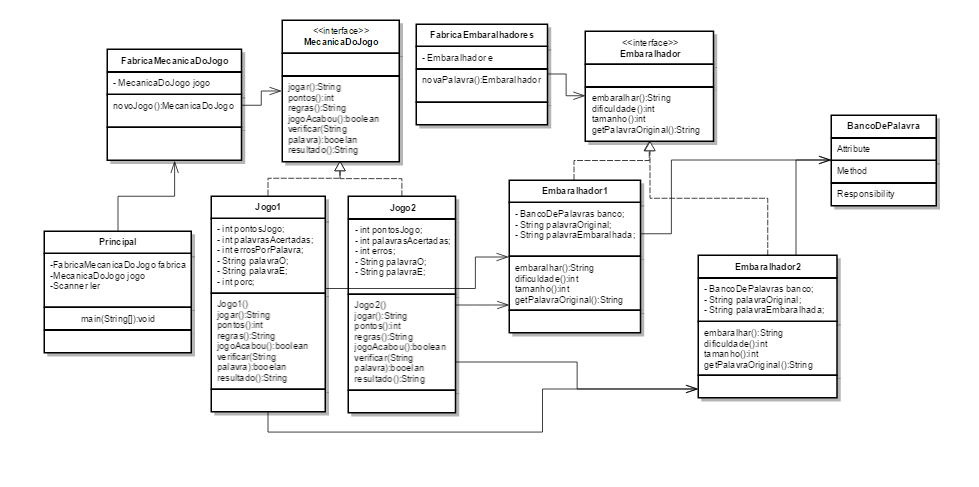 FabricaMecanicaDoJogo
- MecanicaDoJogo jogo
novoJogo():MecanicaDoJogo
<<interface>>
MecanicaDoJogo
jogar():String
pontos():int
regras():String
jogoAcabou():boolean
verificar(String
palavra):booelan
resultado():String
FabricaEmbaralhadores
- Embaralhador e
novaPalavra():Embaralhador
<<interface>>
Embaralhador
embaralhar():String
dificuldade():int
tamanho():int
getPalavraOriginal():String
BancoDePalavra
Attribute
Method
Responsibility
Principal
-FabricaMecanicaDoJogo fabrica
-MecanicaDoJogo jogo
-Scanner ler
main(String[]):void
Jogo1
- int pontosJogo;
- int palavrasAcertadas;
- int errosPorPalavra;
- String palavraO;
- String palavraE;
- int porc;
Jogo1()
jogar():String
pontos():int
regras():String
jogoAcabou():boolean
verificar(String
palavra):booelan
resultado():String
Jogo2
- int pontosJogo;
- int palavrasAcertadas;
- int erros;
- String palavraO;
- String palavraE;
Jogo2()
jogar():String
pontos():int
regras():String
jogoAcabou():boolean
verificar(String
palavra):booelan
resultado():String
Embaralhador1
- BancoDePalavras banco;
- String palavraOriginal;
- String palavraEmbaralhada;
embaralhar():String
dificuldade():int
tamanho():int
getPalavraOriginal():String
Embaralhador2
- BancoDePalavras banco;
- String palavraOriginal;
- String palavraEmbaralhada;
embaralhar():String
dificuldade():int
tamanho():int
getPalavraOriginal():String